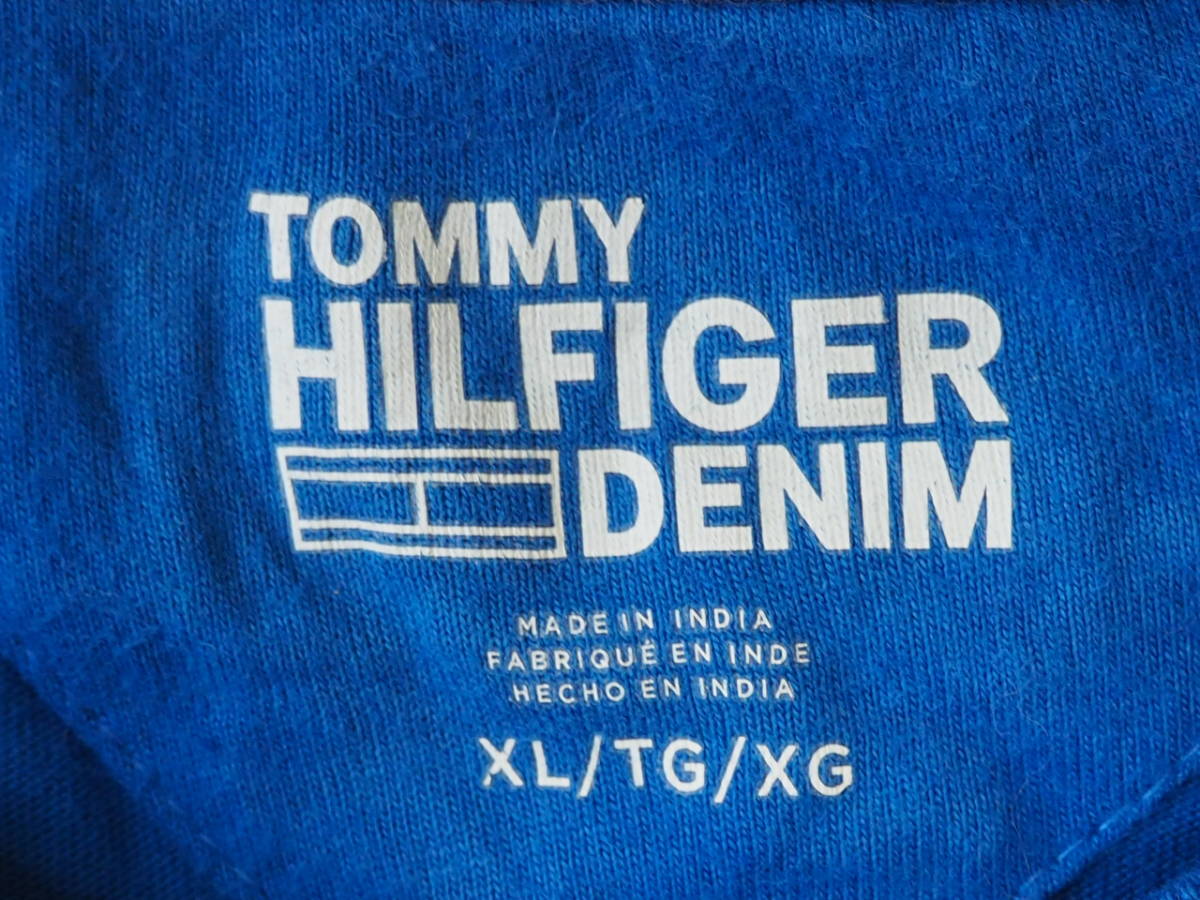 TOMMY
HILFIGER
DENIM
MADE IN INDIA
FABRIQUÉ EN INDE
HECHO EN INDIA
XL/TG/XG